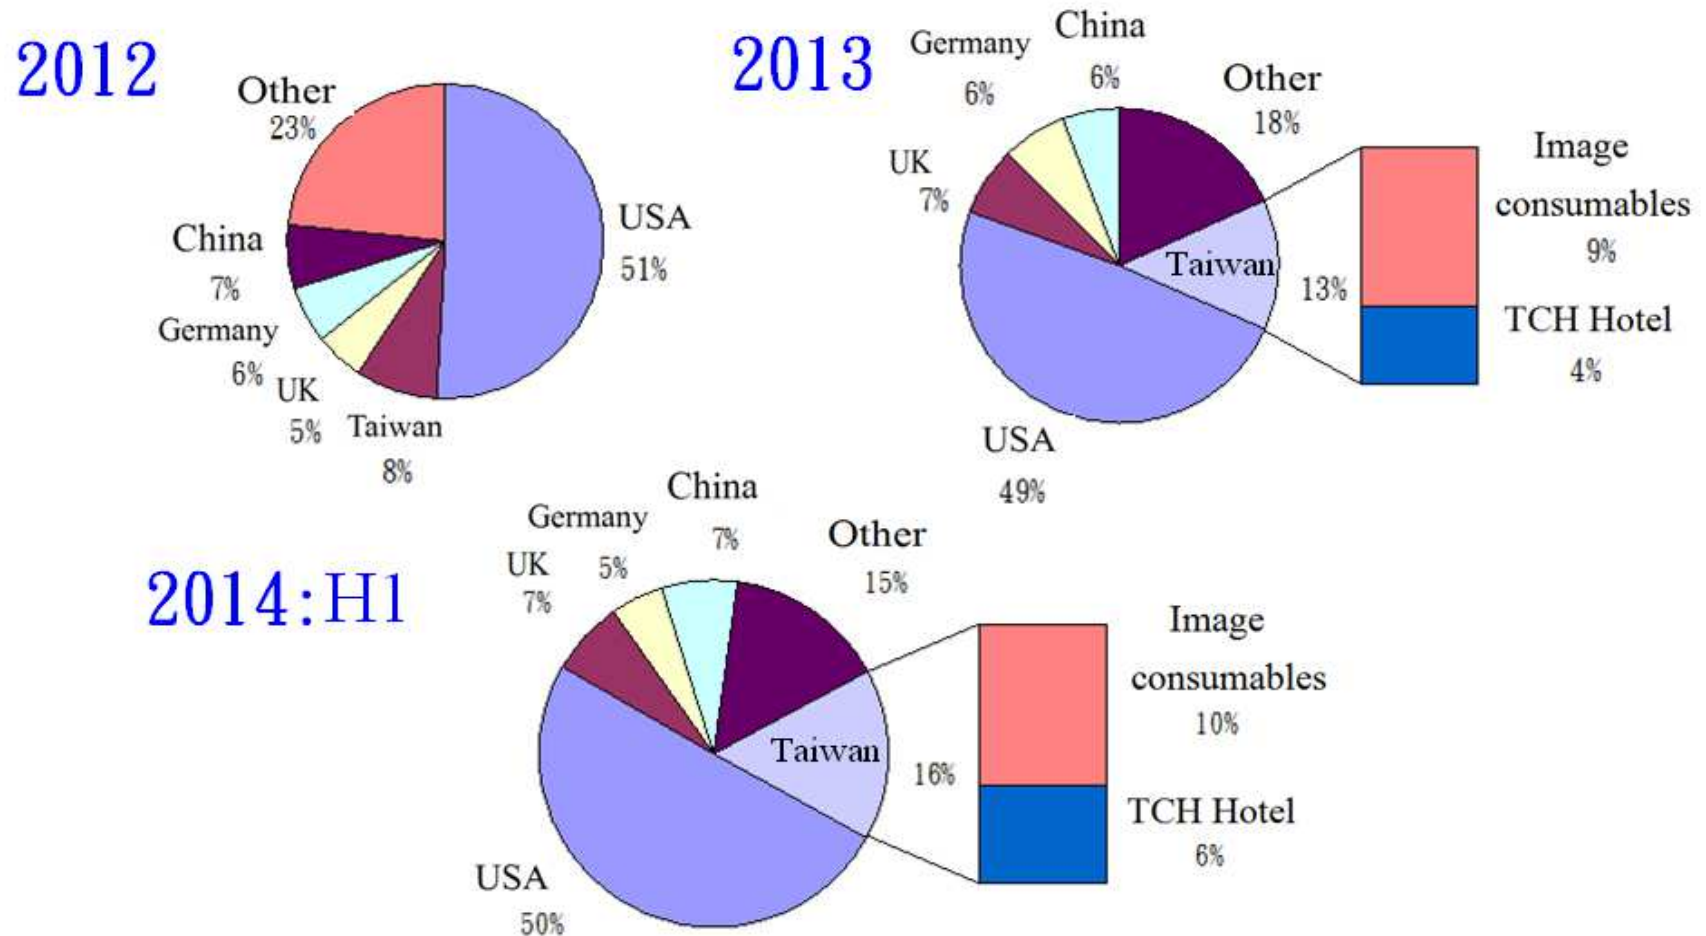 2012
Other
23%
USA
51%
China
7%
Germany
6%
UK
5%
Taiwan
8%
2013
Germany
6%
China
6%
Other
18%
UK
7%
Taiwan
13%
USA
49%
Image
consumables
9%
TCH Hotel
4%
2014:H1
UK
7%
Germany
5%
China
7%
Other
15%
Taiwan
16%
USA
50%
Image
consumables
10%
TCH Hotel
6%